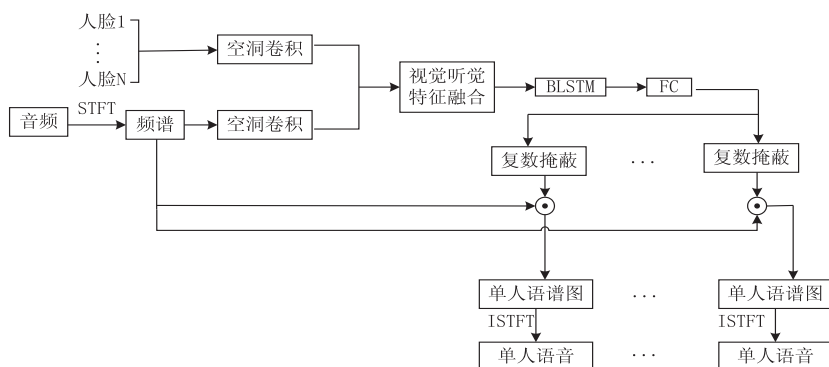 人脸1
⋮
人脸N
空洞卷积
音频
STFT
频谱
空洞卷积
视觉听觉
特征融合
BLSTM
FC
复数掩蔽
...
复数掩蔽
单人语谱图
...
单人语谱图
ISTFT
ISTFT
单人语音
...
单人语音